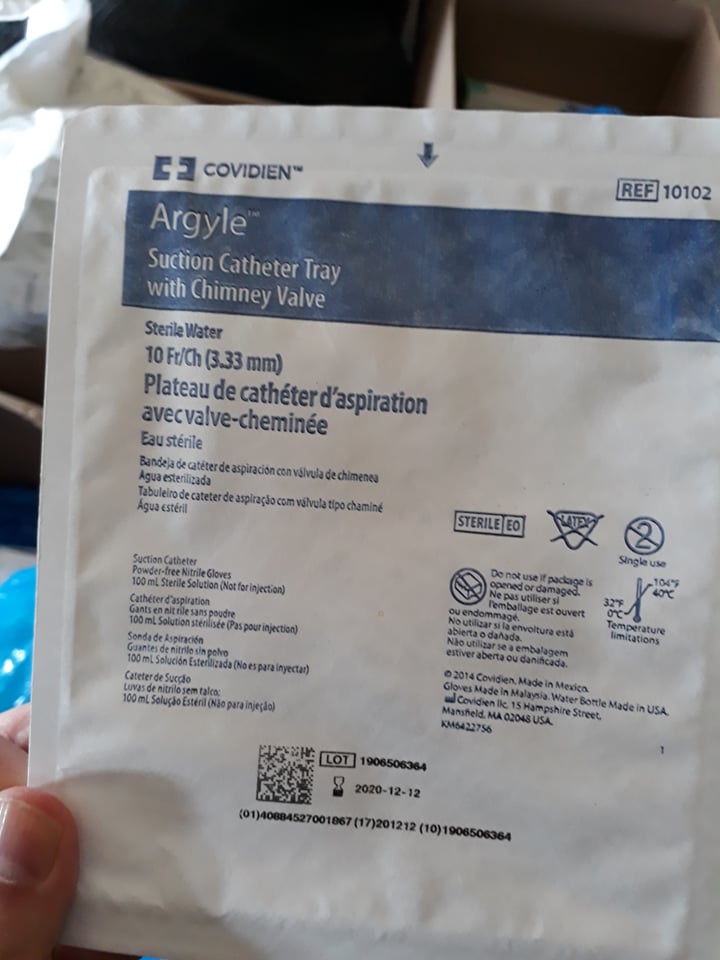 COVIDIEN™
REF 10102
Argyle™
Suction Catheter Tray
with Chimney Valve
Sterile Water
10 Fr/Ch (3.33 mm)
Plateau de cathéter d'aspiration
avec valve-cheminée
Eau stérile
Bandeja de catéter de aspiración con válvula de chimenea
Agua esterilizada
Tabuleiro de cateter de aspiração com válvula tipo chaminé
Água estéril
STERILE EO
LATEX
2
Single use
Suction Catheter
Powder-free Nitrile Gloves
100 mL Sterile Solution (Not for injection)
Cathéter d'aspiration
Gants en nitrile sans poudre
100 mL Solution stérilisée (Pas pour injection)
Sonda de Aspiración
Guantes de nitrilo sin polvo
100 mL Solución Esterilizada (No es para inyectar)
Cateter de Sucção
Luvas de nitrilo sem talco;
100 mL Solução Estéril (Não para injeção)
Do not use if package is
opened or damaged.
Ne pas utiliser si
l'emballage est ouvert
ou endommagé.
No utilizar si la envoltura está
abierta o dañada.
Não utilizar se a embalagem
estiver aberta ou danificada.
104°F
40°C
32°F
0°C
Temperature
limitations
© 2014 Covidien. Made in Mexico.
Gloves Made in Malaysia. Water Bottle Made in USA.
Covidien llc, 15 Hampshire Street,
Mansfield, MA 02048 USA.
KM6422756
1
LOT 1906506364
2020-12-12
(01)40884527001867 (17)201212 (10)1906506364